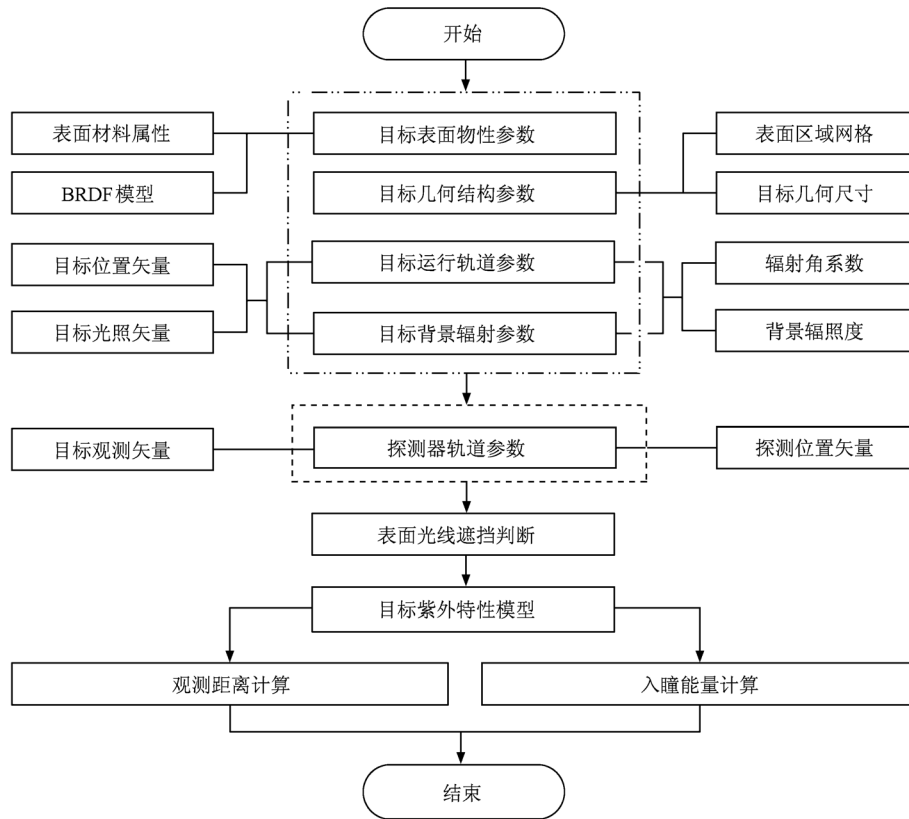 开始
表面材料属性
目标表面物性参数
表面区域网格
BRDF模型
目标几何结构参数
目标几何尺寸
目标位置矢量
目标运行轨道参数
辐射角系数
目标光照矢量
目标背景辐射参数
背景辐照度
目标观测矢量
探测器轨道参数
探测位置矢量
表面光线遮挡判断
目标紫外特性模型
观测距离计算
入瞳能量计算
结束